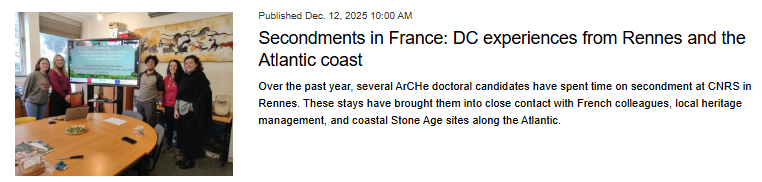 Published Dec. 12, 2025 10:00 AM
Secondments in France: DC experiences from Rennes and the
Atlantic coast
Over the past year, several ArCHe doctoral candidates have spent time on secondment at CNRS in
Rennes. These stays have brought them into close contact with French colleagues, local heritage
management, and coastal Stone Age sites along the Atlantic.